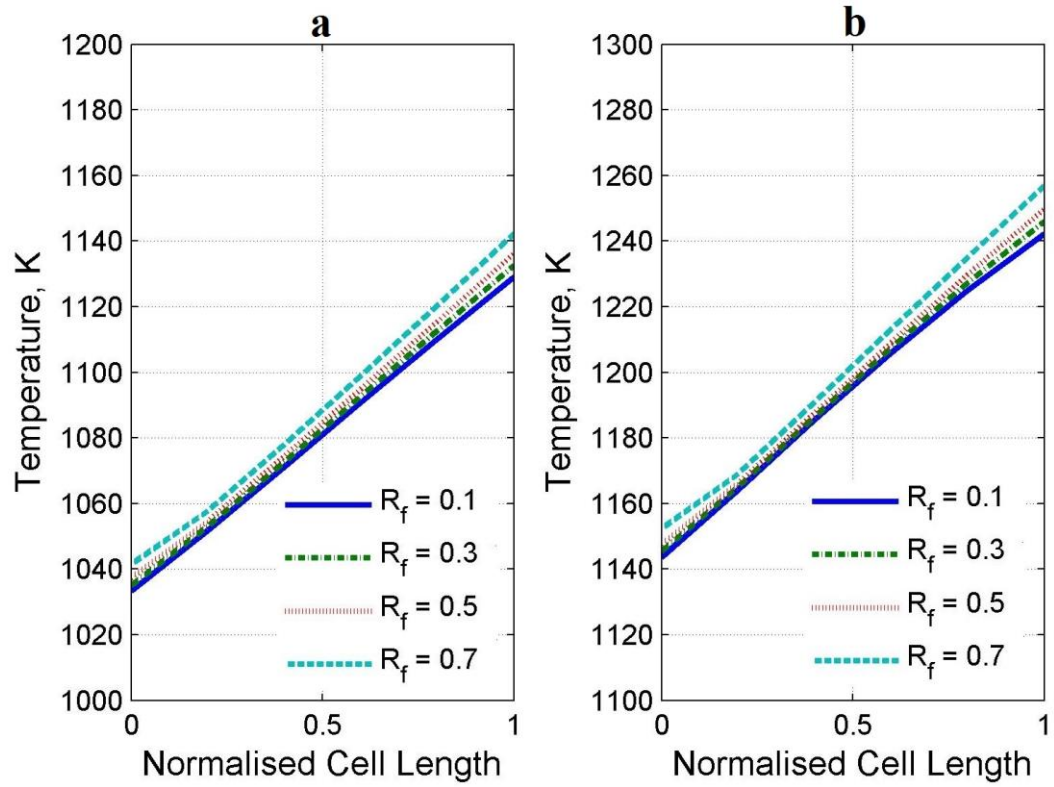 a
1200
1180
1160
1140
1120
1100
1080
1060
1040
1020
1000
Temperature, K
R_f = 0.1
R_f = 0.3
R_f = 0.5
R_f = 0.7
0 0.5 1
Normalised Cell Length
b
1300
1280
1260
1240
1220
1200
1180
1160
1140
1120
1100
Temperature, K
R_f = 0.1
R_f = 0.3
R_f = 0.5
R_f = 0.7
0 0.5 1
Normalised Cell Length